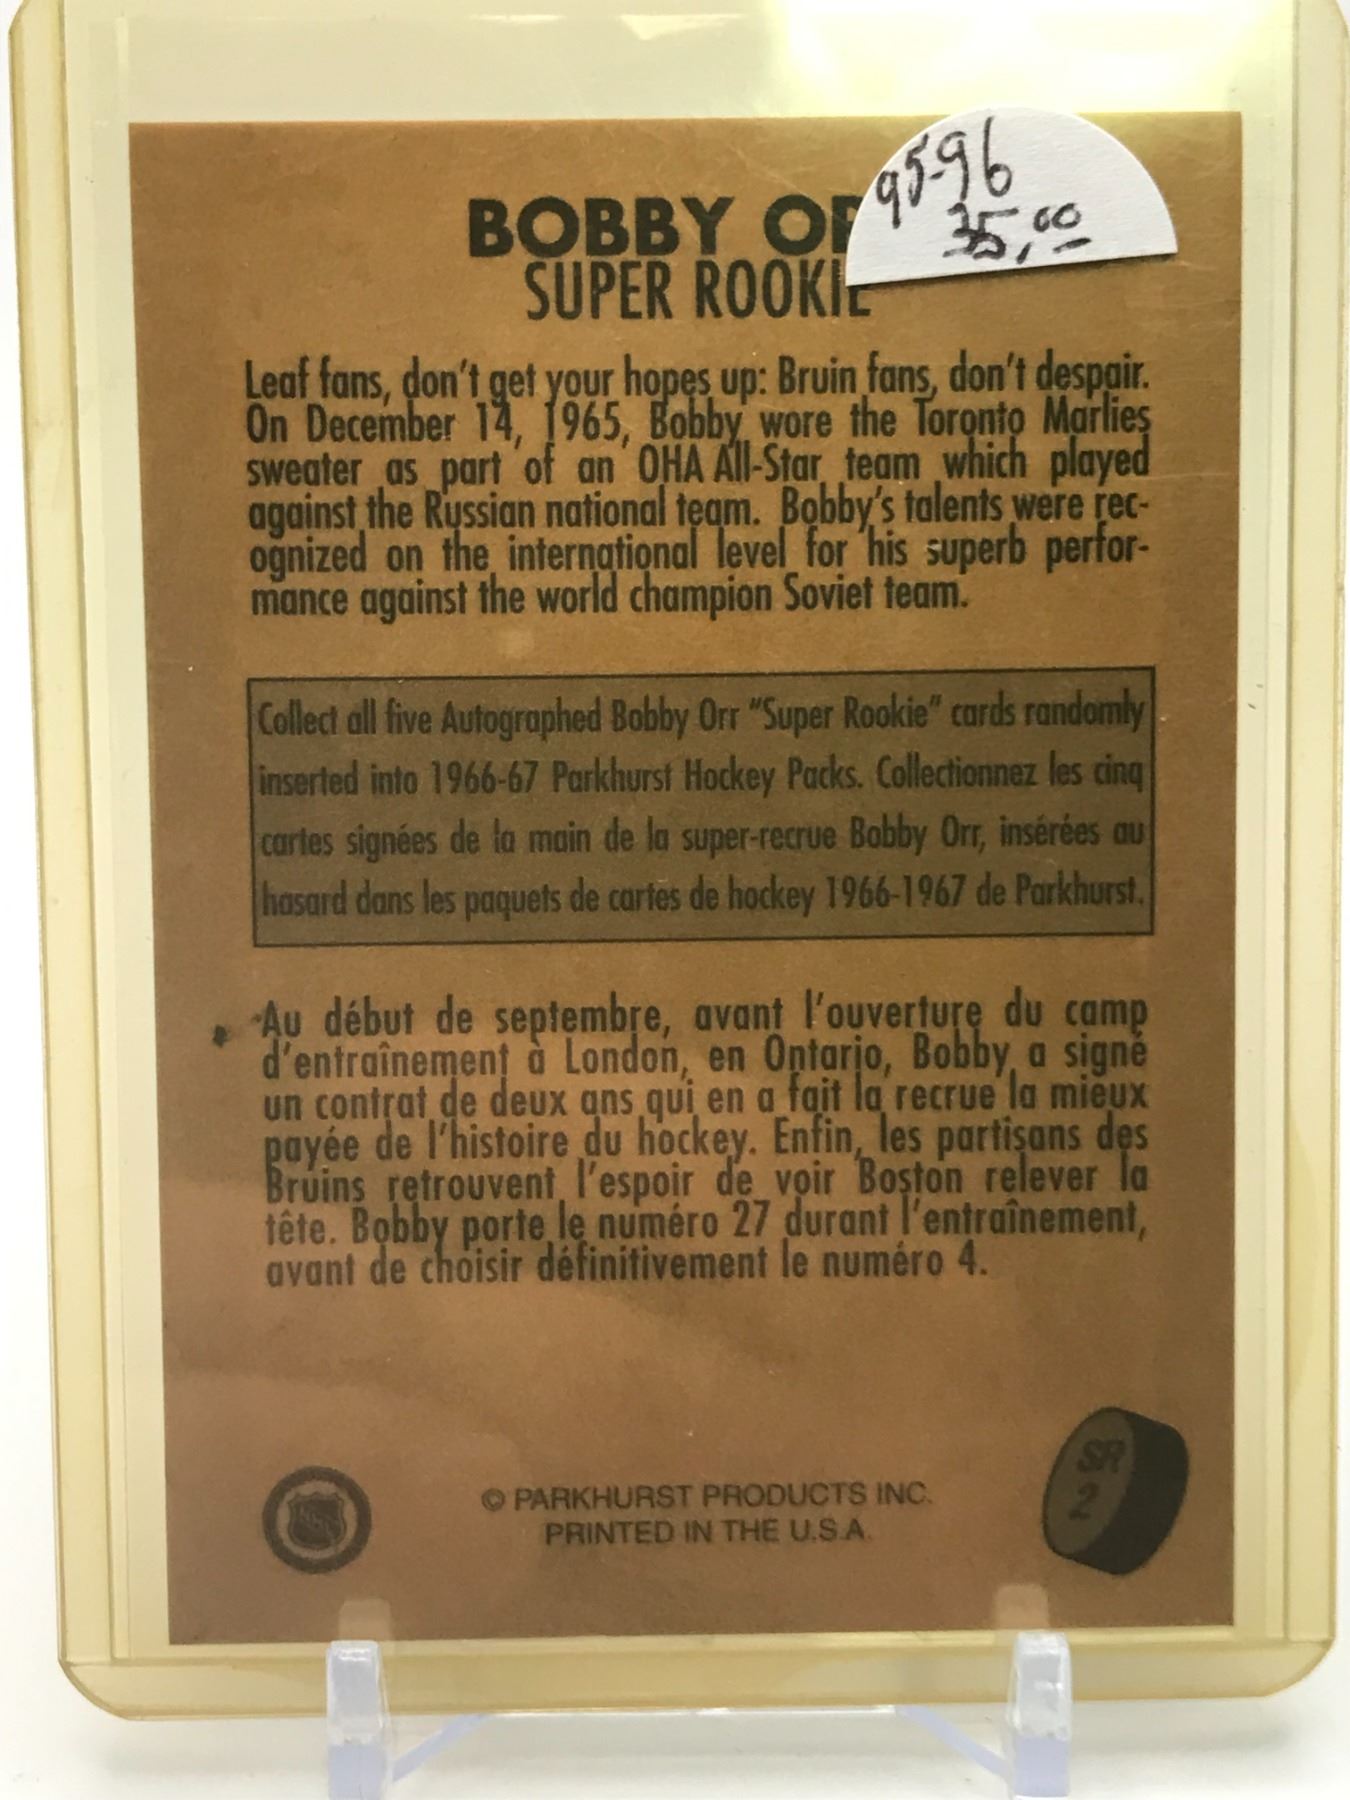 95-96
35,00
BOBBY OR
SUPER ROOKIE
Leaf fans, don't get your hopes up: Bruin fans, don't despair.
On December 14, 1965, Bobby wore the Toronto Marlies
sweater as part of an OHA All-Star team which played
against the Russian national team. Bobby's talents were rec-
ognized on the international level for his superb perfor-
mance against the world champion Soviet team.
Collect all five Autographed Bobby Orr "Super Rookie" cards randomly
inserted into 1966-67 Parkhurst Hockey Packs. Collectionnez les cinq
cartes signées de la main de la super-recrue Bobby Orr, insérées au
hasard dans les paquets de cartes de hockey 1966-1967 de Parkhurst.
Au début de septembre, avant l'ouverture du camp
d'entraînement à London, en Ontario, Bobby a signé
un contrat de deux ans qui en a fait la recrue la mieux
payée de l'histoire du hockey. Enfin, les partisans des
Bruins retrouvent l'espoir de voir Boston relever la
tête. Bobby porte le numéro 27 durant l'entraînement,
avant de choisir définitivement le numéro 4.
NHL
© PARKHURST PRODUCTS INC.
PRINTED IN THE U.S.A.
SR
2